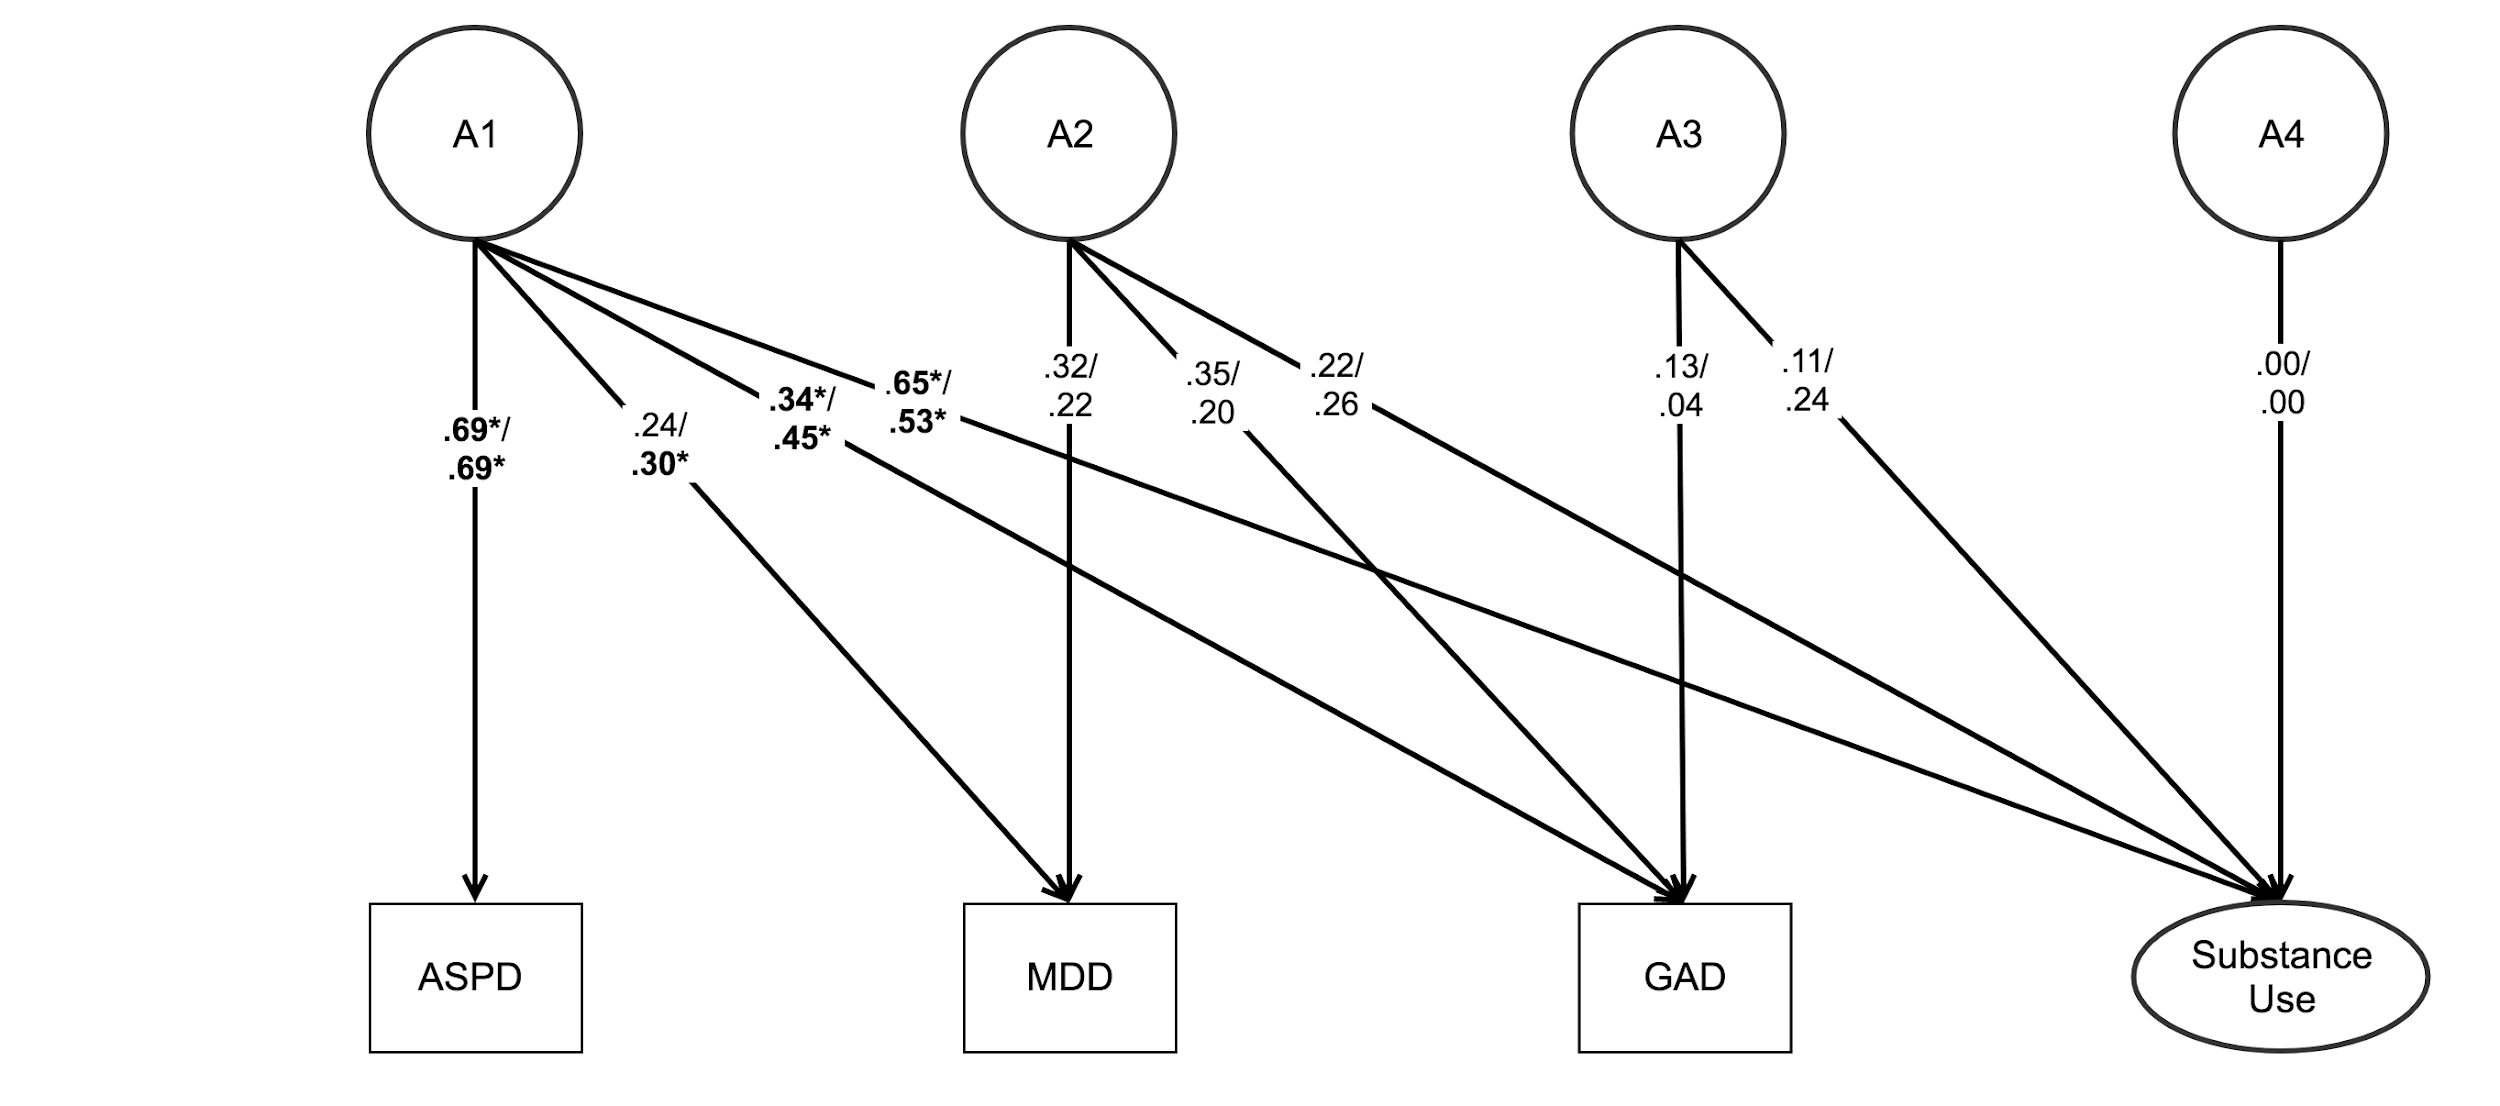 A1
A2
A3
A4
.69*/
.69*
.24/
.30*
.34*/
.45*
.65*/
.53*
.32/
.22
.35/
.20
.22/
.26
.13/
.04
.11/
.24
.00/
.00
ASPD
MDD
GAD
Substance
Use